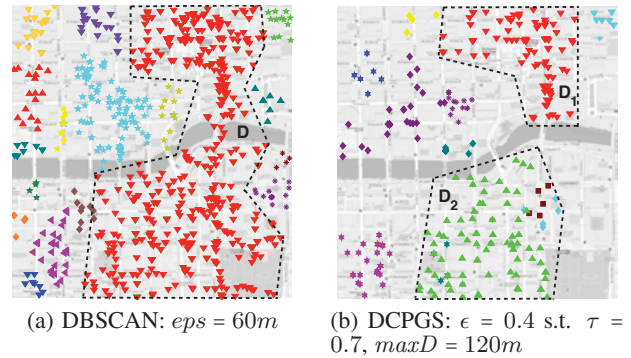 D
D1
D2
(a) DBSCAN: eps = 60m
(b) DCPGS: ϵ = 0.4 s.t. τ =
0.7, maxD = 120m